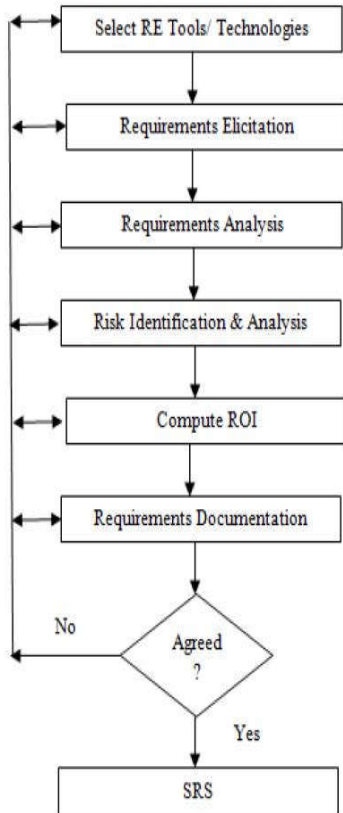 Select RE Tools/ Technologies
Requirements Elicitation
Requirements Analysis
Risk Identification & Analysis
Compute ROI
Requirements Documentation
No
Agreed
?
Yes
SRS